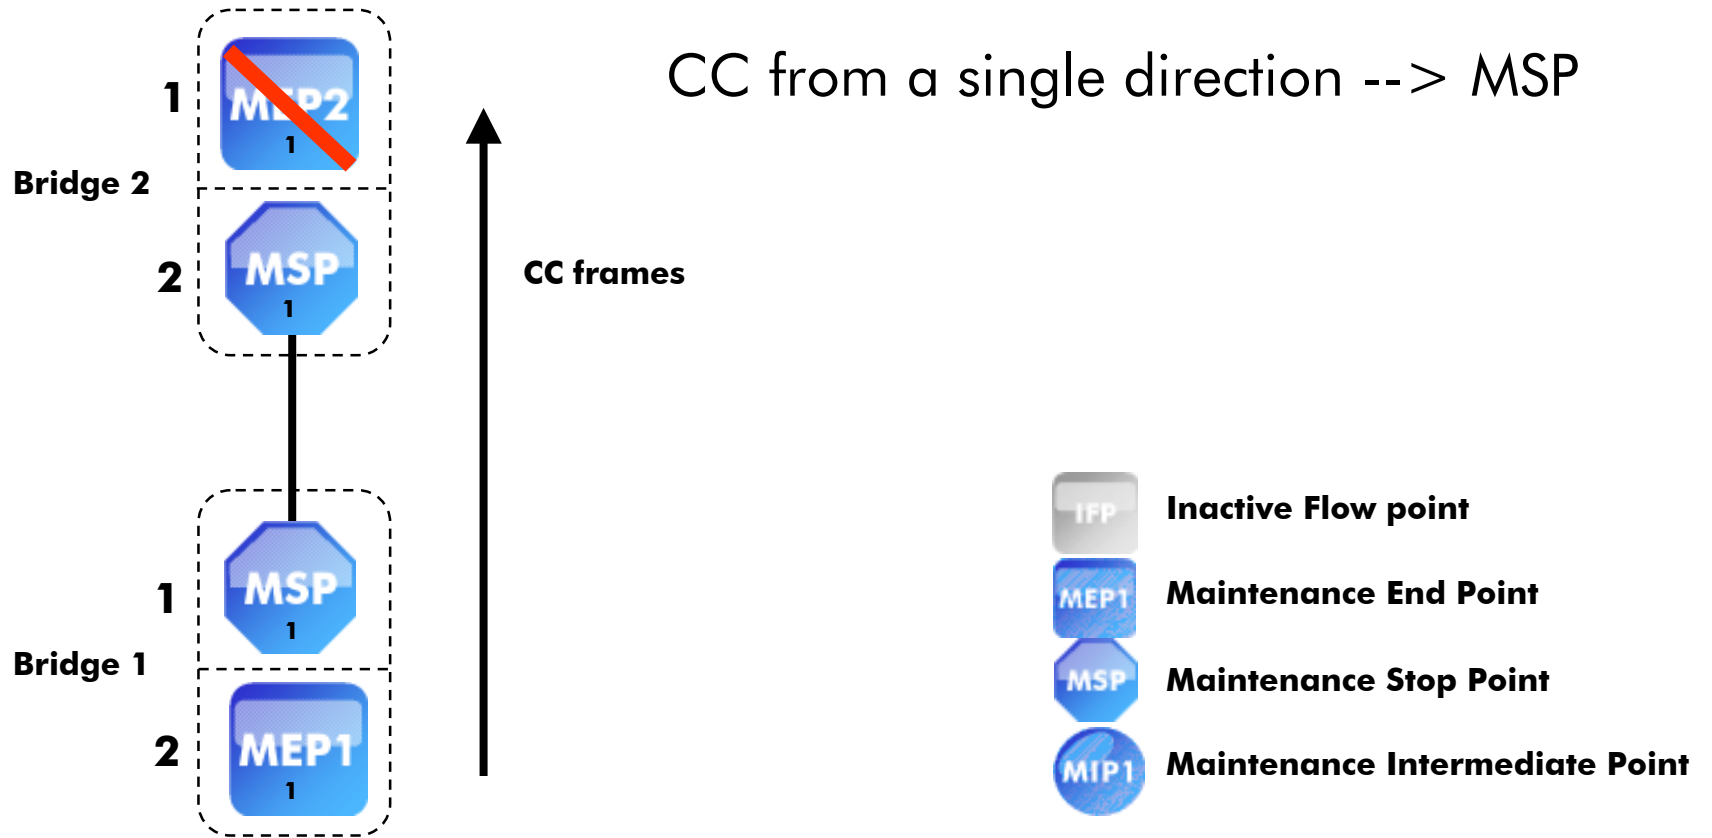 CC from a single direction --> MSP
1
MEP2
1
Bridge 2
2
MSP
1
CC frames
1
MSP
1
Bridge 1
2
MEP1
1
IFP Inactive Flow point
MEP1 Maintenance End Point
MSP Maintenance Stop Point
MIP1 Maintenance Intermediate Point